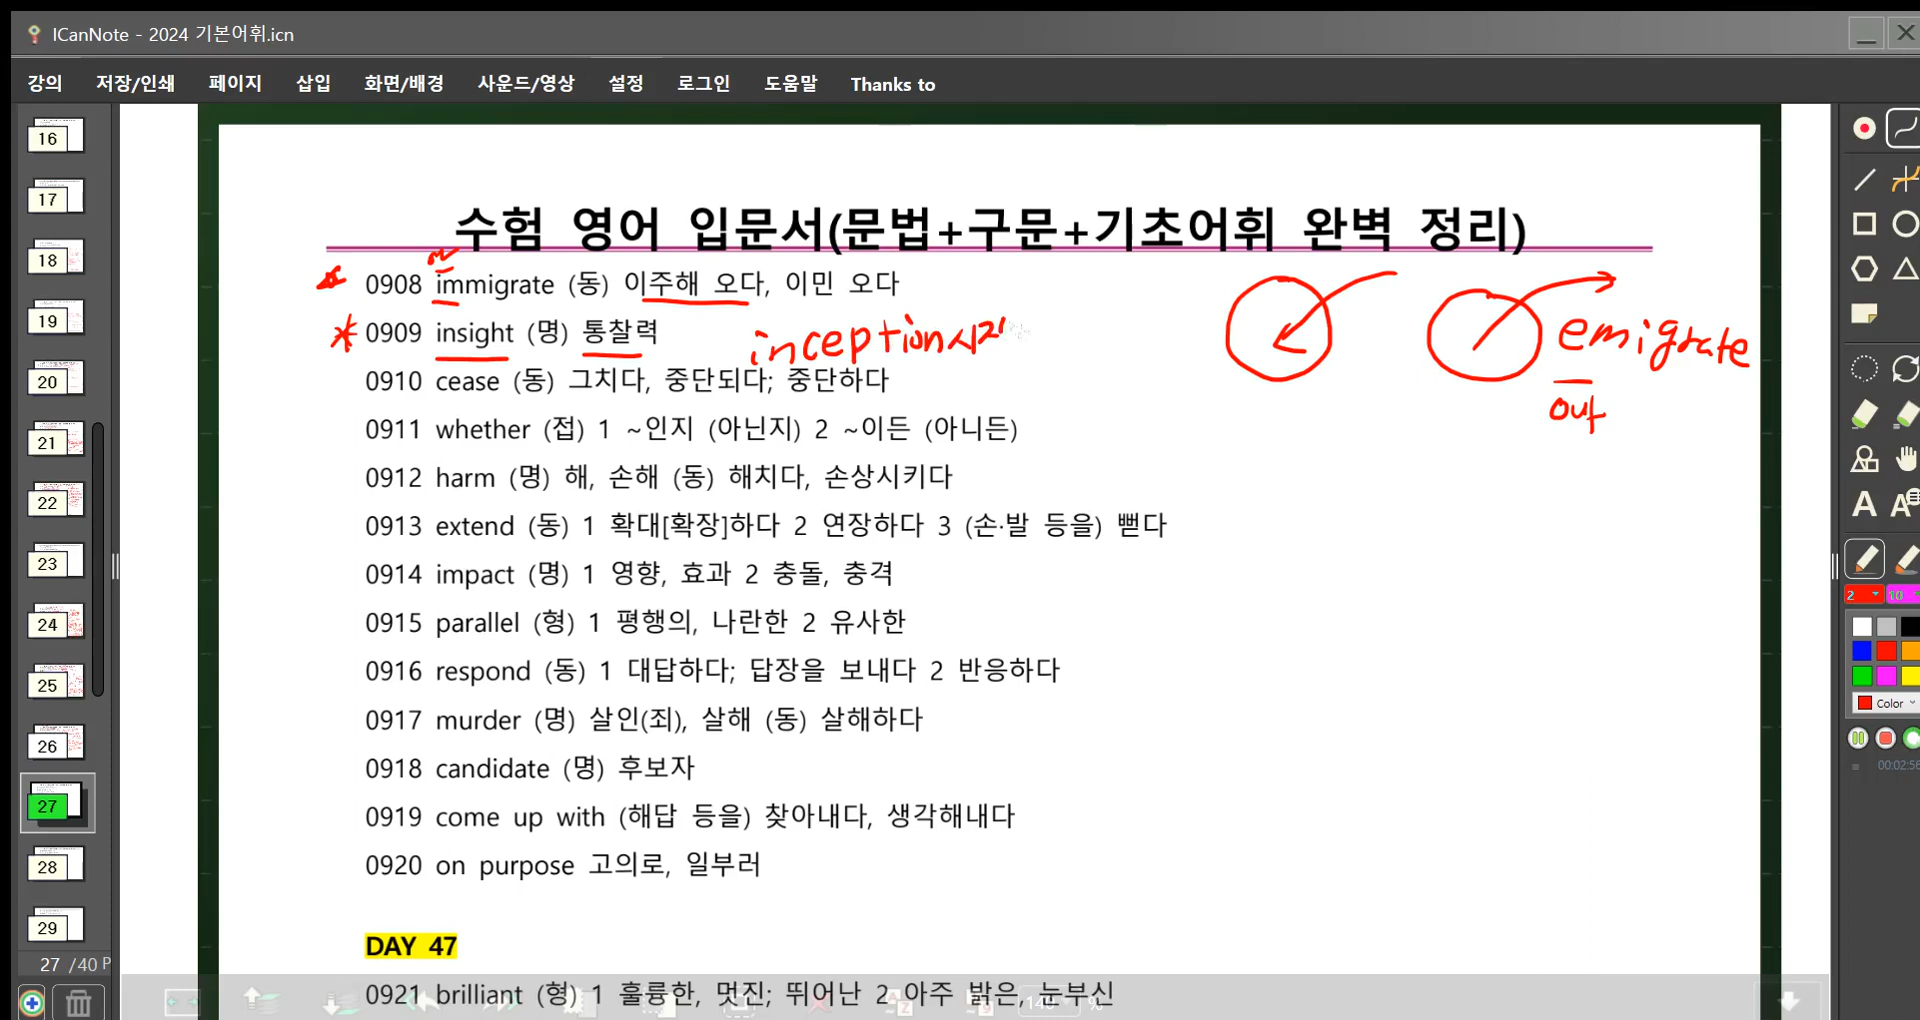 ICanNote - 2024 기본어휘.icn
강의 저장/인쇄 페이지 삽입 화면/배경 사운드/영상 설정 로그인 도움말 Thanks to
16
17
18
19
20
21
22
23
24
25
26
27
28
29
27 /40 P
수험 영어 입문서(문법+구문+기초어휘 완벽 정리)
0908 immigrate (동) 이주해 오다, 이민 오다
0909 insight (명) 통찰력
inception 시각
emigrate
out
0910 cease (동) 그치다, 중단되다; 중단하다
0911 whether (접) 1 ~인지 (아닌지) 2 ~이든 (아니든)
0912 harm (명) 해, 손해 (동) 해치다, 손상시키다
0913 extend (동) 1 확대[확장]하다 2 연장하다 3 (손·발 등을) 뻗다
0914 impact (명) 1 영향, 효과 2 충돌, 충격
0915 parallel (형) 1 평행의, 나란한 2 유사한
0916 respond (동) 1 대답하다; 답장을 보내다 2 반응하다
0917 murder (명) 살인(죄), 살해 (동) 살해하다
0918 candidate (명) 후보자
0919 come up with (해답 등을) 찾아내다, 생각해내다
0920 on purpose 고의로, 일부러
DAY 47
0921 brilliant (형) 1 훌륭한, 멋진; 뛰어난 2 아주 밝은, 눈부신
2 10
Color
00:02:56